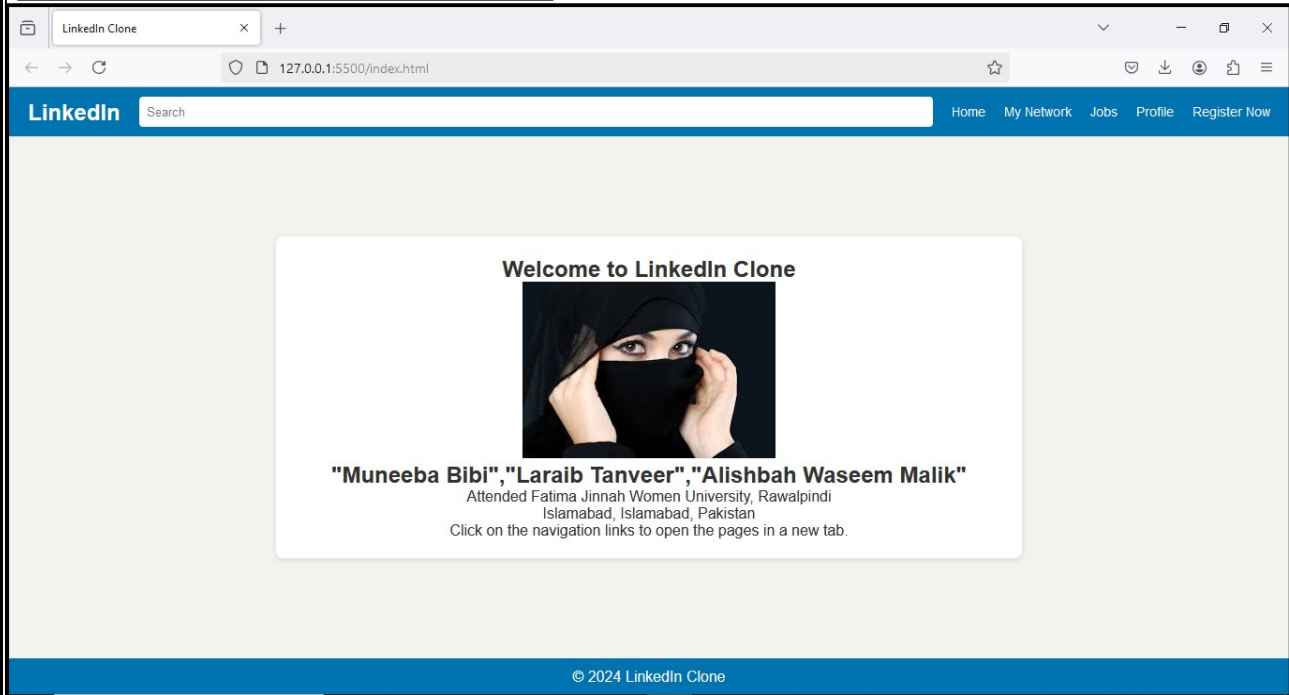 LinkedIn Clone
127.0.0.1:5500/index.html
LinkedIn Search Home My Network Jobs Profile Register Now
Welcome to LinkedIn Clone
"Muneeba Bibi","Laraib Tanveer","Alishbah Waseem Malik"
Attended Fatima Jinnah Women University, Rawalpindi
Islamabad, Islamabad, Pakistan
Click on the navigation links to open the pages in a new tab.
© 2024 LinkedIn Clone